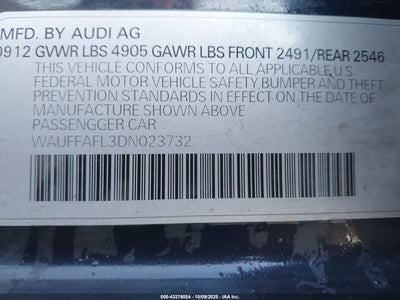 MFG. BY AUDI AG
0912 GVWR LBS 4905 GAWR LBS FRONT 2491/REAR 2546
THIS VEHICLE CONFORMS TO ALL APPLICABLE U.S
FEDERAL MOTOR VEHICLE SAFETY, BUMPER AND THEFT
PREVENTION STANDARDS IN EFFECT ON THE DATE OF
MANUFACTURE SHOWN ABOVE
PASSENGGER CAR
WAUFFAFL3DN023732
000-43376084 - 10/09/2025 - IAA Inc.